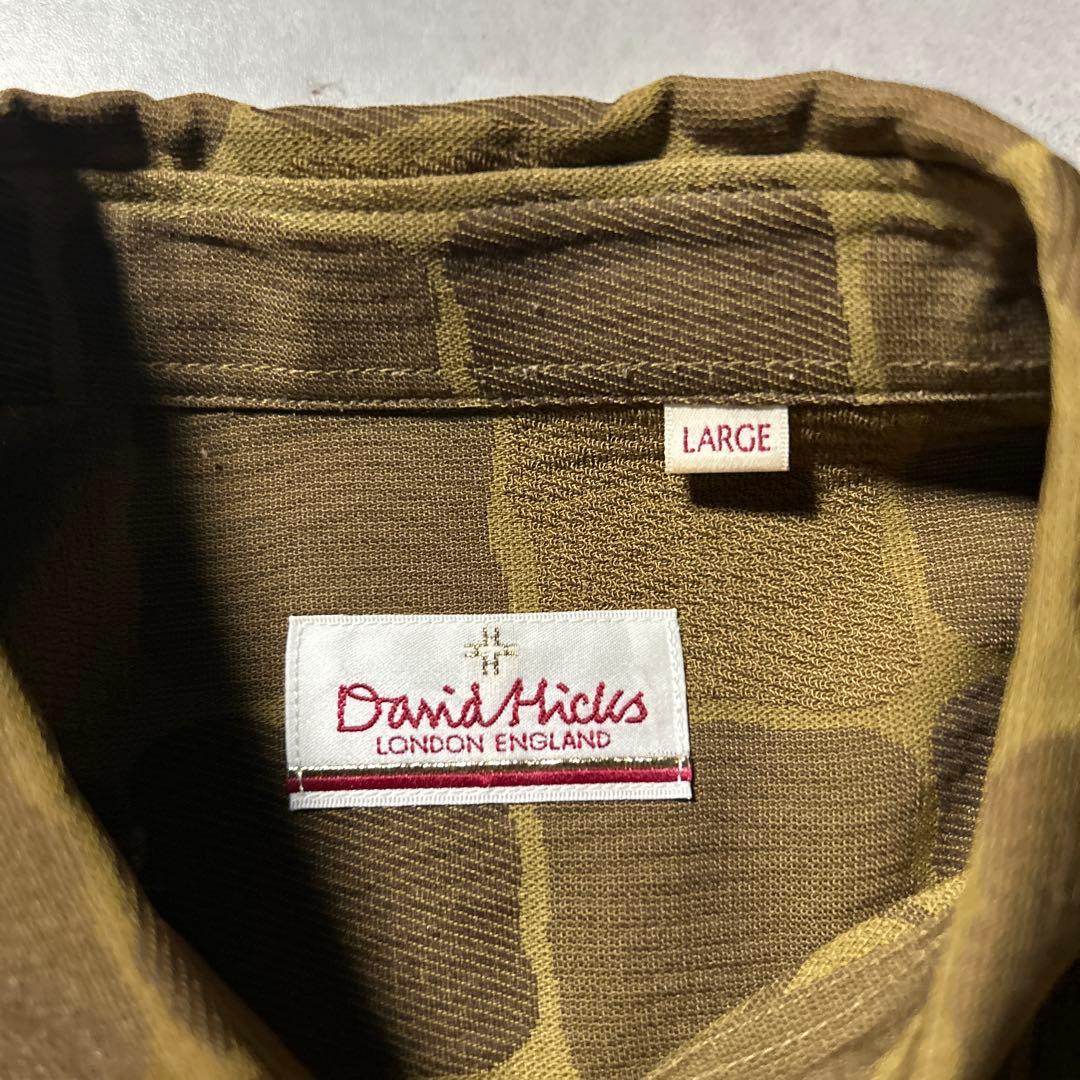 LARGE
H H
H H
David Hicks
LONDON ENGLAND